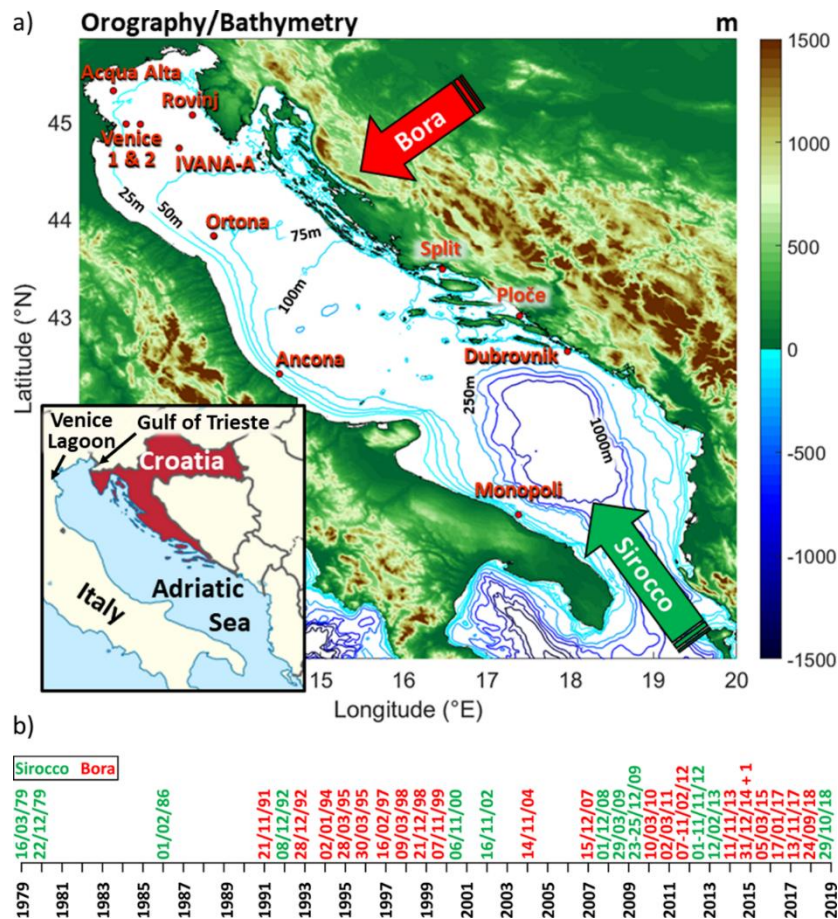 a)
Orography/Bathymetry
m
Acqua Alta
Rovinj
Venice
1 & 2
IVANA-A
Bora
25m
50m
75m
100m
Ortona
Split
Ploče
Ancona
Dubrovnik
250m
1000m
Monopoli
Sirocco
45
44
43
Latitude (°N)
15
16
17
18
19
20
Longitude (°E)
1500
1000
500
0
-500
-1000
-1500
Venice
Lagoon
Gulf of Trieste
Croatia
Italy
Adriatic
Sea
b)
Sirocco Bora
16/03/79
22/12/79
01/02/86
21/11/91
08/12/92
28/12/92
02/01/94
28/03/95
30/03/95
16/02/97
09/03/98
21/12/98
07/11/99
06/11/00
16/11/02
14/11/04
15/12/07
01/12/08
29/03/09
23-25/12/09
10/03/10
02/03/11
07-11/02/12
01-11/11/12
12/02/13
11/11/13
31/12/14 + 1
05/03/15
17/01/17
13/11/17
24/09/18
29/10/18
1979
1981
1983
1985
1987
1989
1991
1992
1994
1995
1997
1999
2001
2003
2005
2007
2009
2011
2013
2015
2017
2019